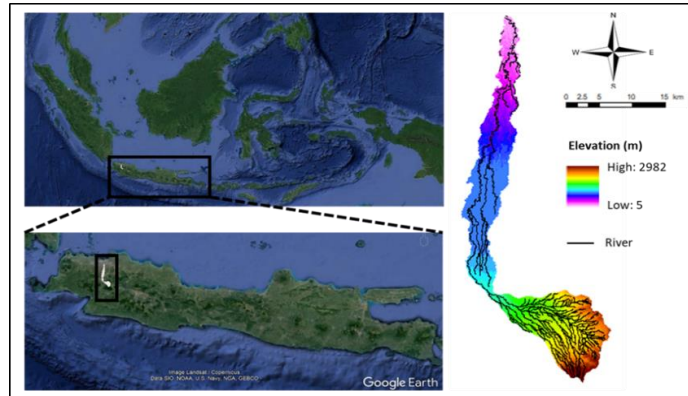 N
W
E
S
0 2.5 5 10 15
km
Elevation (m)
High: 2982
Low: 5
River
Image Landsat / Copernicus
Data SIO, NOAA, U.S. Navy, NGA, GEBCO
Google Earth